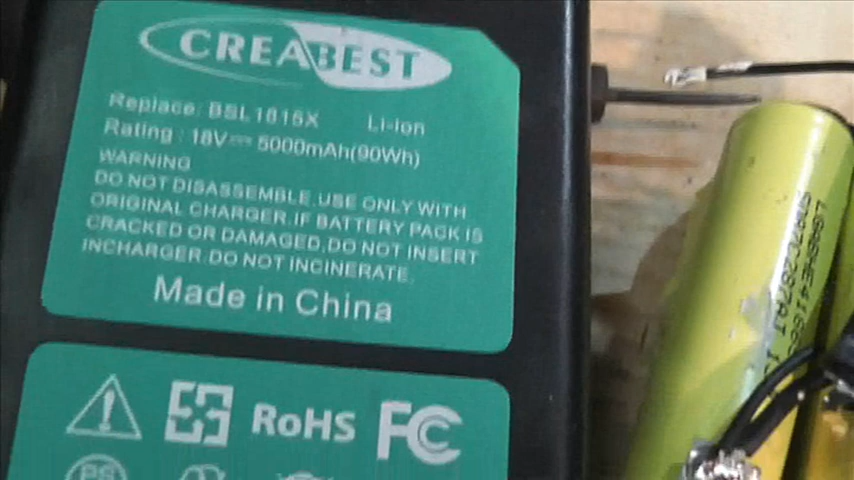 CREABEST
Replace: BSL1815X Li-ion
Rating : 18V⎓ 5000mAh(90Wh)
WARNING
DO NOT DISASSEMBLE,USE ONLY WITH
ORIGINAL CHARGER.IF BATTERY PACK IS
CRACKED OR DAMAGED,DO NOT INSERT
INCHARGER.DO NOT INCINERATE.
Made in China
RoHS FC
PS